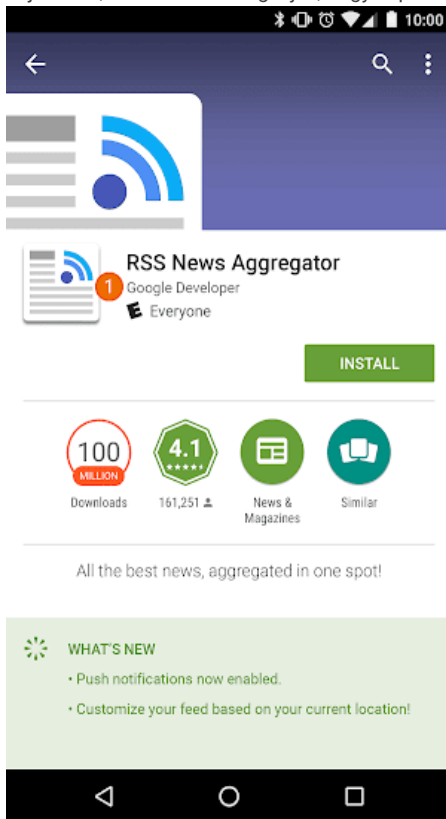 10:00
RSS News Aggregator
1
Google Developer
E Everyone
INSTALL
100
MILLION
4.1
Downloads
161,251
News &
Magazines
Similar
All the best news, aggregated in one spot!
WHAT'S NEW
• Push notifications now enabled.
• Customize your feed based on your current location!